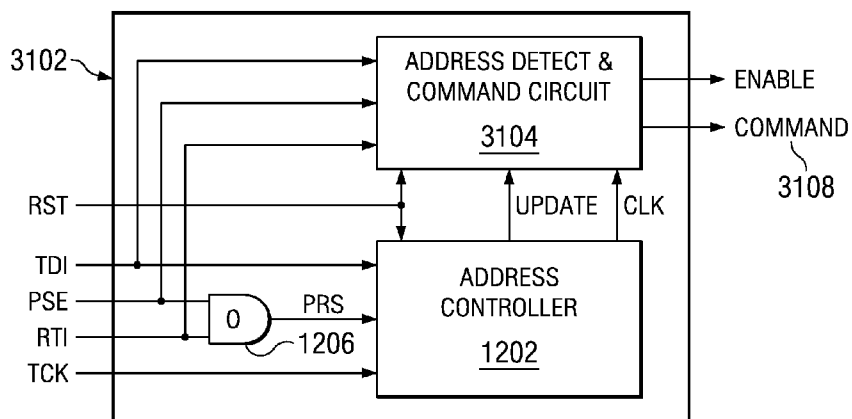 3102
ADDRESS DETECT &
COMMAND CIRCUIT
3104
ENABLE
COMMAND
3108
RST
UPDATE
CLK
TDI
PSE
RTI
TCK
0
PRS
1206
ADDRESS
CONTROLLER
1202